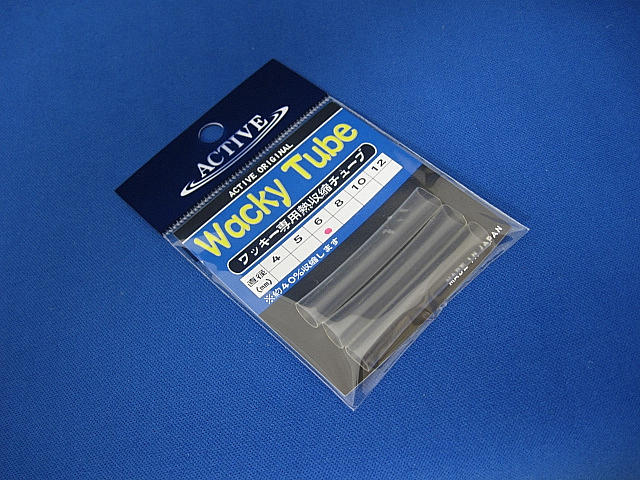 ACTIVE
ACTIVE ORIGINAL
Wacky Tube
ワッキー専用熱収縮チューブ
直径(mm) 4 5 6 8 10 12
※約40%収縮します
MADE IN JAPAN